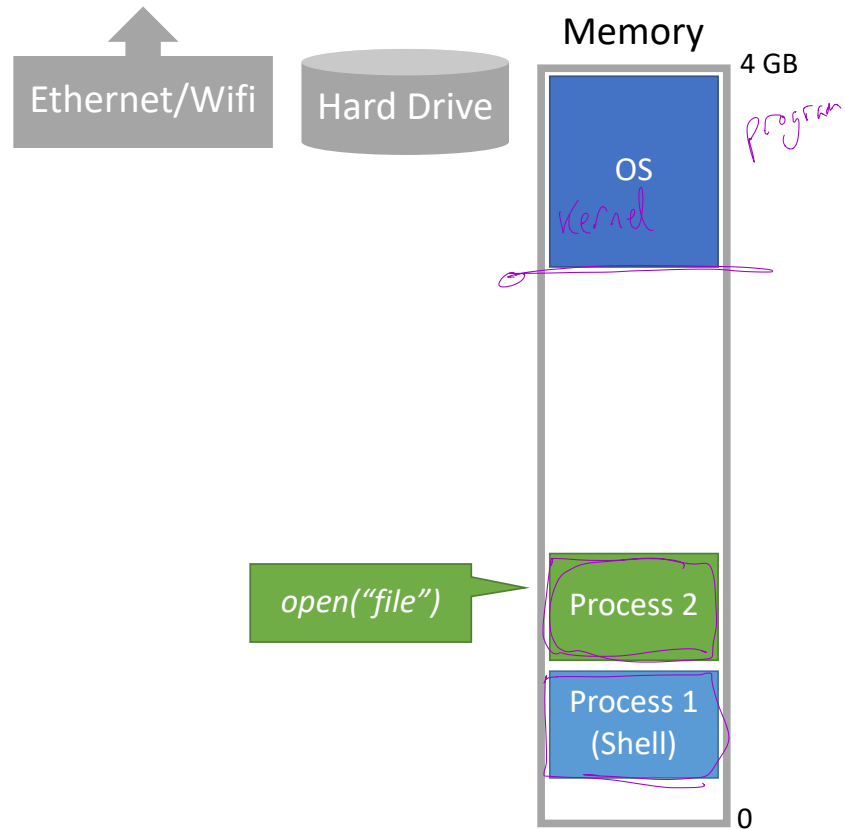 Memory
4 GB
Ethernet/Wifi
Hard Drive
program
OS
Kernel
open(“file”)
Process 2
Process 1
(Shell)
0